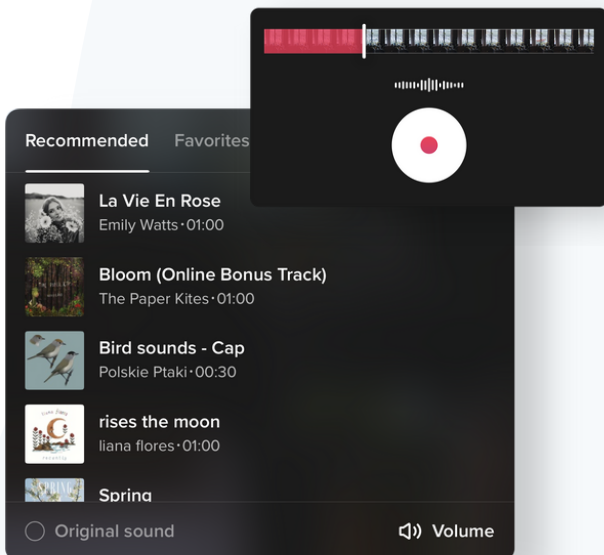 Recommended
Favorites
La Vie En Rose
Emily Watts·01:00
Bloom (Online Bonus Track)
The Paper Kites·01:00
Bird sounds - Cap
Polskie Ptaki·00:30
rises the moon
liana flores·01:00
SPRING
Spring
Original sound
Volume